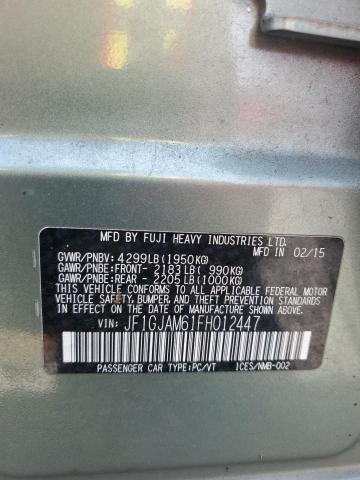 MFD BY FUJI HEAVY INDUSTRIES LTD.
MFD IN 02/15
GVWR/PNBV: 4299LB(1950KG)
GAWR/PNBE:FRONT- 2183LB( 990KG)
GAWR/PNBE:REAR - 2205LB(1000KG)
THIS VEHICLE CONFORMS TO ALL APPLICABLE FEDERAL MOTOR
VEHICLE SAFETY, BUMPER, AND THEFT PREVENTION STANDARDS
IN EFFECT ON THE DATE OF MANUFACTURE SHOWN ABOVE.
VIN: JF1GJAM61FH012447
PASSENGER CAR TYPE:PC/VT ICES/NMB-002